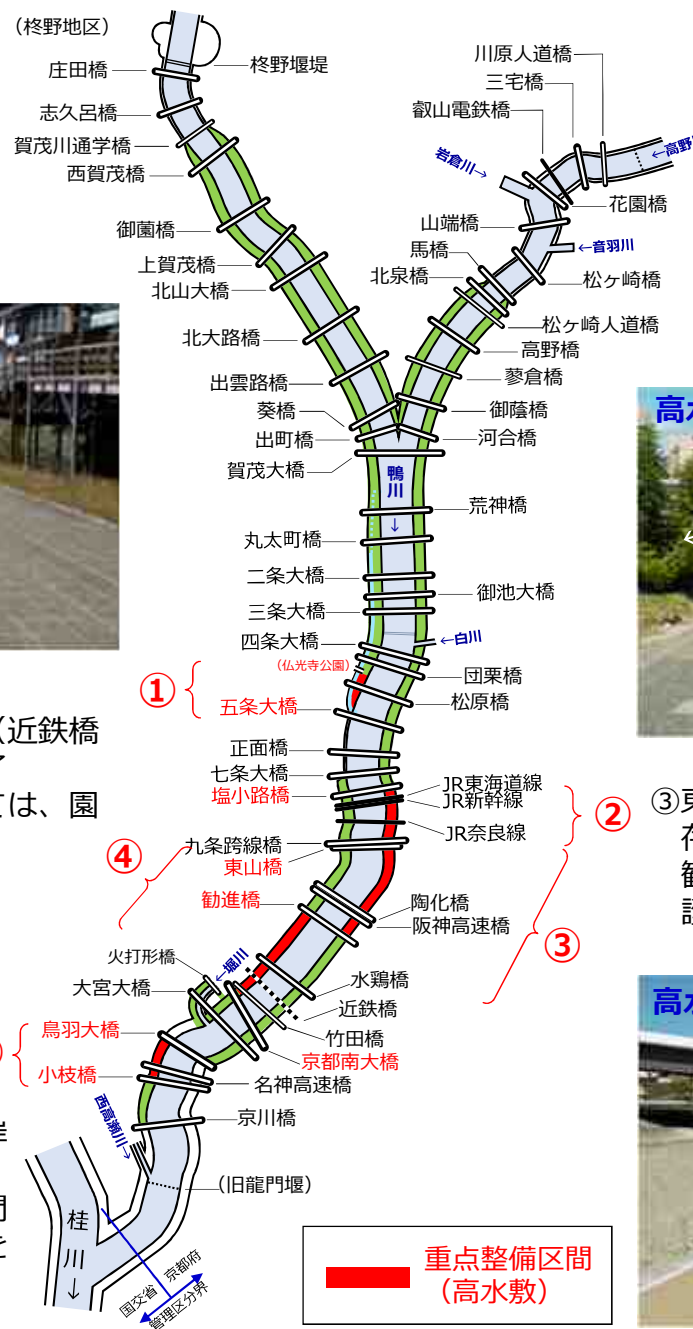 (柊野地区)
庄田橋
柊野堰堤
志久呂橋
賀茂川通学橋
西賀茂橋
御薗橋
上賀茂橋
北山大橋
北大路橋
出雲路橋
葵橋
出町橋
賀茂大橋
川原人道橋
三宅橋
叡山電鉄橋
←高野
岩倉川→
花園橋
山端橋
←音羽川
馬橋
北泉橋
松ヶ崎橋
松ヶ崎人道橋
高野橋
蓼倉橋
御蔭橋
河合橋
鴨川
↓
荒神橋
丸太町橋
二条大橋
御池大橋
三条大橋
四条大橋
←白川
(仏光寺公園)
団栗橋
①
松原橋
五条大橋
正面橋
七条大橋
塩小路橋
JR東海道線
JR新幹線
JR奈良線
②
九条跨線橋
東山橋
④
勧進橋
陶化橋
阪神高速橋
③
火打形橋
←堀川
大宮大橋
水鶏橋
近鉄橋
竹田橋
鳥羽大橋
京都南大橋
小枝橋
名神高速橋
京川橋
西高瀬川→
(旧龍門堰)
桂川
↓
国交省 京都府
管理区分界
重点整備区間
(高水敷)
(近鉄橋
は、園
高水
③東
存
高水